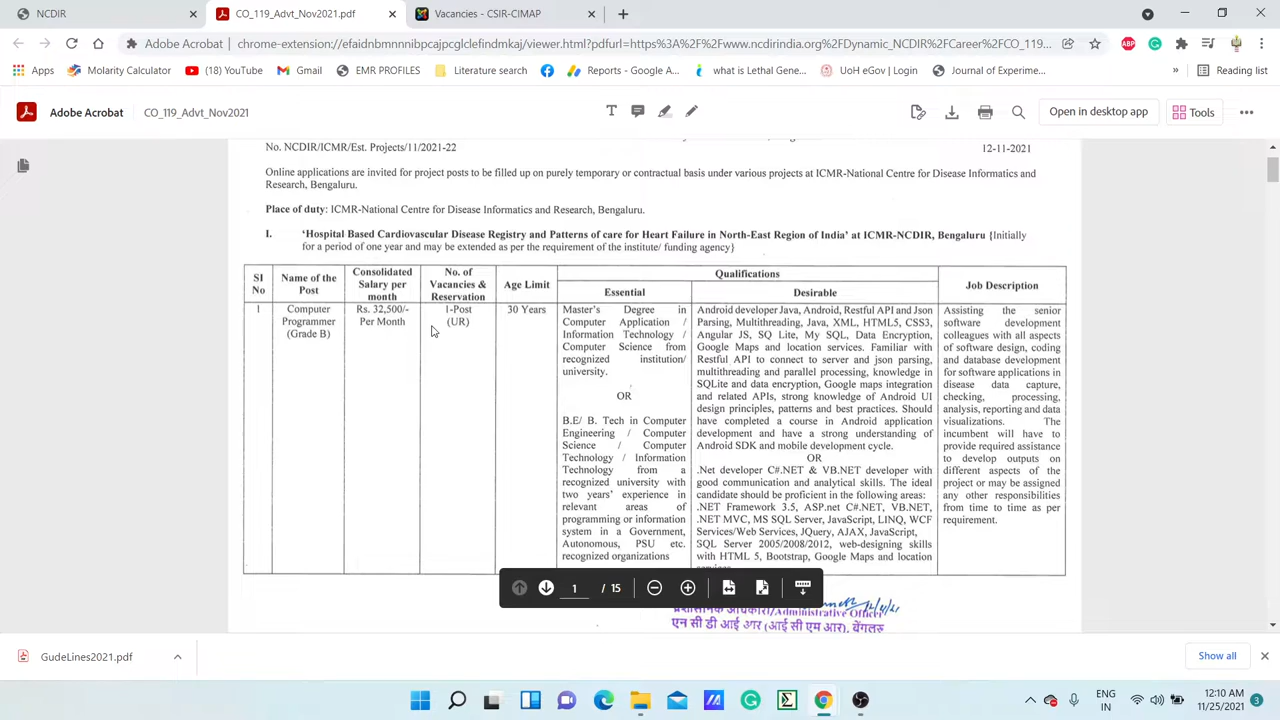 NCDIR
CO_119_Advt_Nov2021.pdf
Vacancies – CSIR-CIMAP
Adobe Acrobat
chrome-extension://efaidnbmnnnibpcajpcglclefindmkaj/viewer.html?pdfurl=https%3A%2F%2Fwww.ncdirindia.org%2FDynamic_NCDIR%2FCareer%2FCO_119...
Apps
Molarity Calculator
(18) YouTube
Gmail
EMR PROFILES
Literature search
Reports - Google A...
what is Lethal Gene...
UoH eGov | Login
Journal of Experime...
»
Reading list
Adobe Acrobat
CO_119_Advt_Nov2021
Open in desktop app
Tools
No. NCDIR/ICMR/Est. Projects/11/2021-22
12-11-2021
Online applications are invited for project posts to be filled up on purely temporary or contractual basis under various projects at ICMR-National Centre for Disease Informatics and
Research, Bengaluru.
Place of duty: ICMR-National Centre for Disease Informatics and Research, Bengaluru.
I. 'Hospital Based Cardiovascular Disease Registry and Patterns of care for Heart Failure in North-East Region of India' at ICMR-NCDIR, Bengaluru {Initially
for a period of one year and may be extended as per the requirement of the institute/ funding agency}
Sl
No
Name of the
Post
Consolidated
Salary per
month
No. of
Vacancies &
Reservation
Age Limit
Qualifications
Essential
Desirable
Job Description
1
Computer
Programmer
(Grade B)
Rs. 32,500/-
Per Month
1-Post
(UR)
30 Years
Master's Degree in
Computer Application /
Information Technology /
Computer Science from
recognized institution/
university.
OR
B.E/ B. Tech in Computer
Engineering / Computer
Science / Computer
Technology / Information
Technology from a
recognized university with
two years' experience in
relevant areas of
programming or information
system in a Government,
Autonomous, PSU etc.
recognized organizations
Android developer Java, Android, Restful API and Json
Parsing, Multithreading, Java, XML, HTML5, CSS3,
Angular JS, SQ Lite, My SQL, Data Encryption,
Google Maps and location services. Familiar with
Restful API to connect to server and json parsing,
multithreading and parallel processing, knowledge in
SQLite and data encryption, Google maps integration
and related APIs, strong knowledge of Android UI
design principles, patterns and best practices. Should
have completed a course in Android application
development and have a strong understanding of
Android SDK and mobile development cycle.
OR
.Net developer C#.NET & VB.NET developer with
good communication and analytical skills. The ideal
candidate should be proficient in the following areas:
.NET Framework 3.5, ASP.net C#.NET, VB.NET,
.NET MVC, MS SQL Server, JavaScript, LINQ, WCF
Services/Web Services, JQuery, AJAX, JavaScript,
SQL Server 2005/2008/2012, web-designing skills
with HTML 5, Bootstrap, Google Maps and location
Assisting the senior
software development
colleagues with all aspects
of software design, coding
and database development
for software applications in
disease data capture,
checking, processing,
analysis, reporting and data
visualizations. The
incumbent will have to
provide required assistance
to develop outputs on
different aspects of the
project or may be assigned
any other responsibilities
from time to time as per
requirement.
1 / 15
प्रशासनिक अधिकारी/Administrative Officer
एन सी डी आई आर (आई सी एम आर), बेंगलूरु
GudeLines2021.pdf
Show all
ENG
IN
12:10 AM
11/25/2021
3